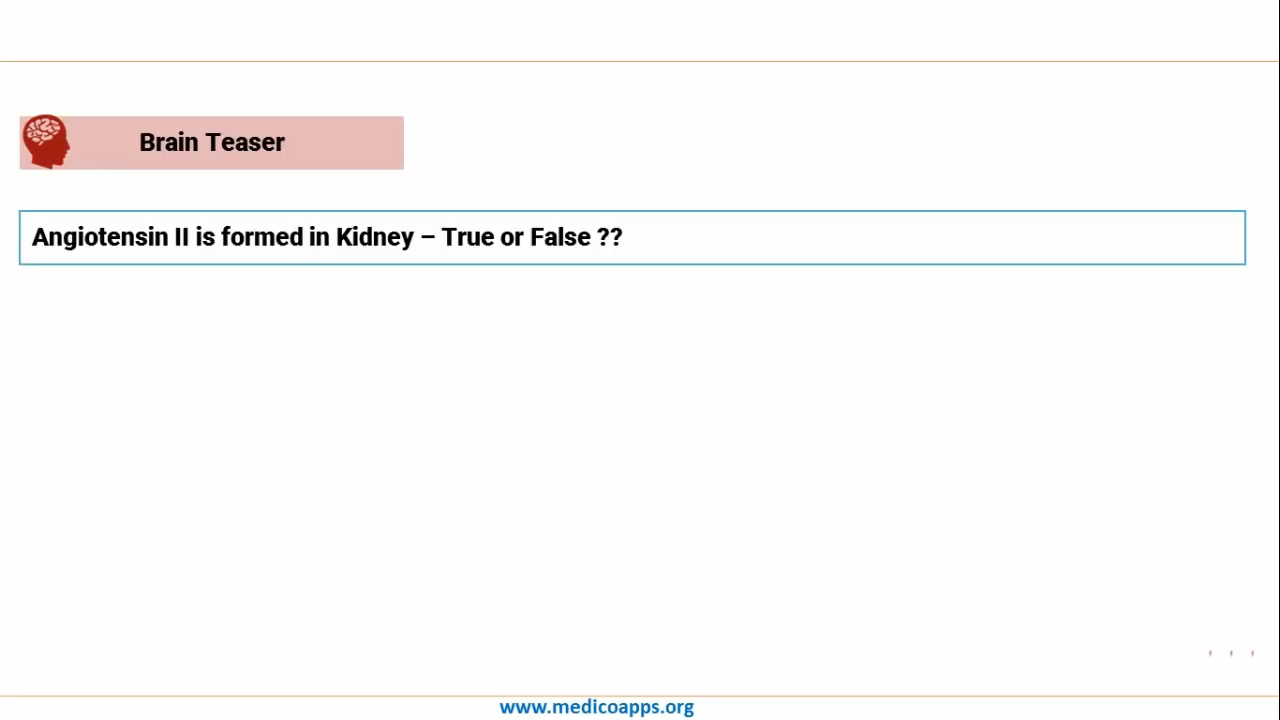 Brain Teaser
Angiotensin II is formed in Kidney – True or False ??
www.medicoapps.org